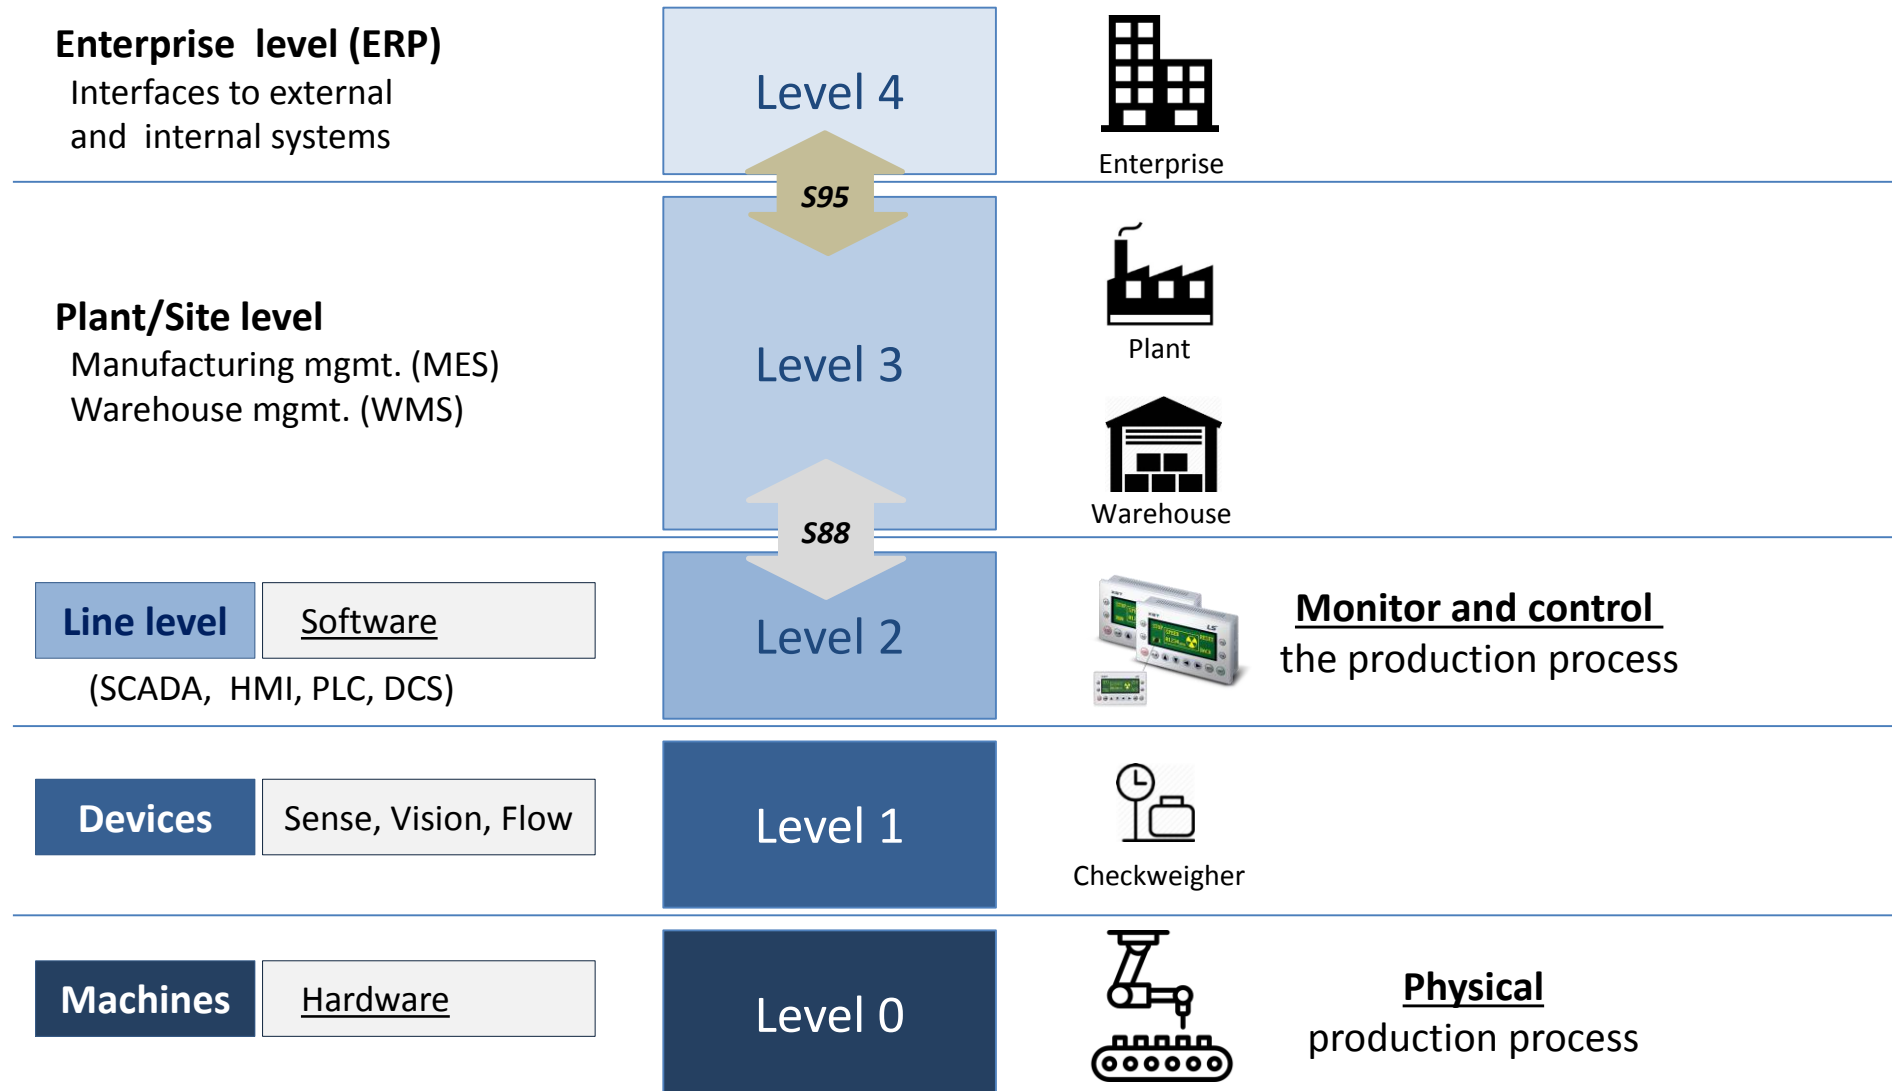 Enterprise level (ERP)
Interfaces to external
and internal systems
Level 4
Enterprise
S95
Plant/Site level
Manufacturing mgmt. (MES)
Warehouse mgmt. (WMS)
Level 3
Plant
Warehouse
S88
Line level
Software
(SCADA, HMI, PLC, DCS)
Level 2
LS
Monitor and control
the production process
Devices
Sense, Vision, Flow
Level 1
Checkweigher
Machines
Hardware
Level 0
Physical
production process